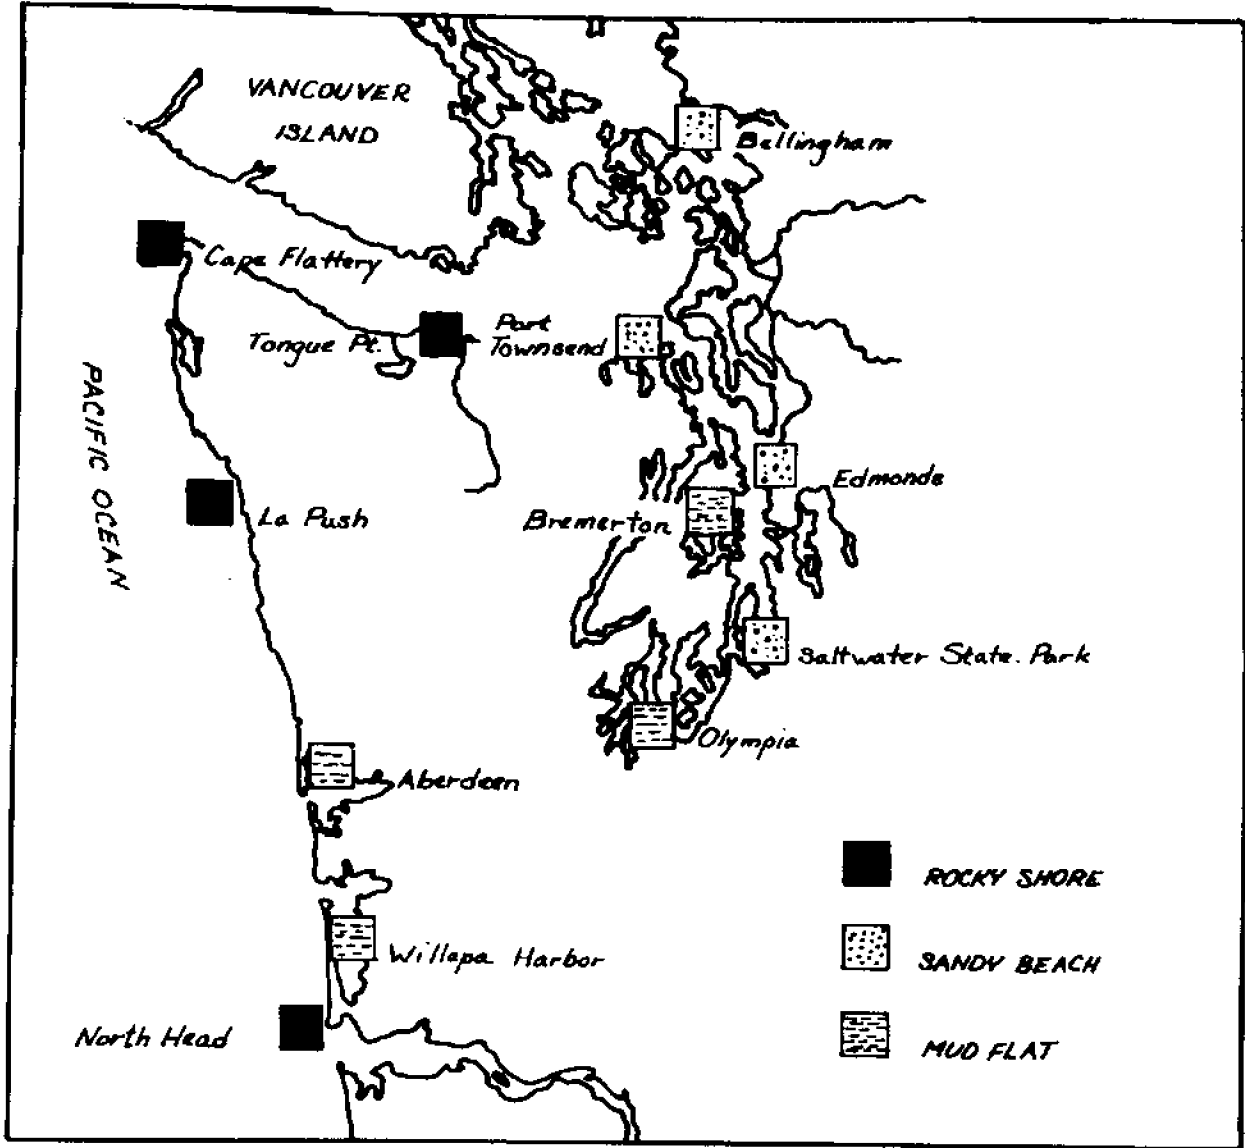 VANCOUVER
ISLAND
Bellingham
Cape Flattery
Tongue Pt.
Port
Townsend
PACIFIC OCEAN
La Push
Edmonds
Bremerton
Saltwater State. Park
Olympia
Aberdeen
Willapa Harbor
North Head
ROCKY SHORE
SANDY BEACH
MUD FLAT